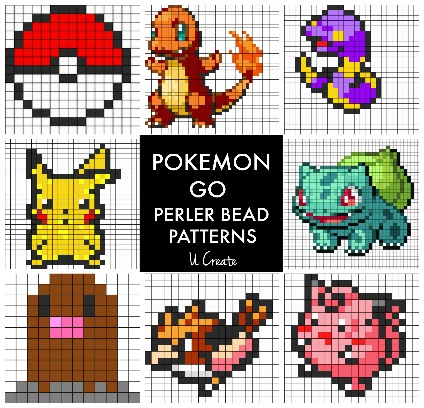 POKEMON
GO
PERLER BEAD
PATTERNS
U Create